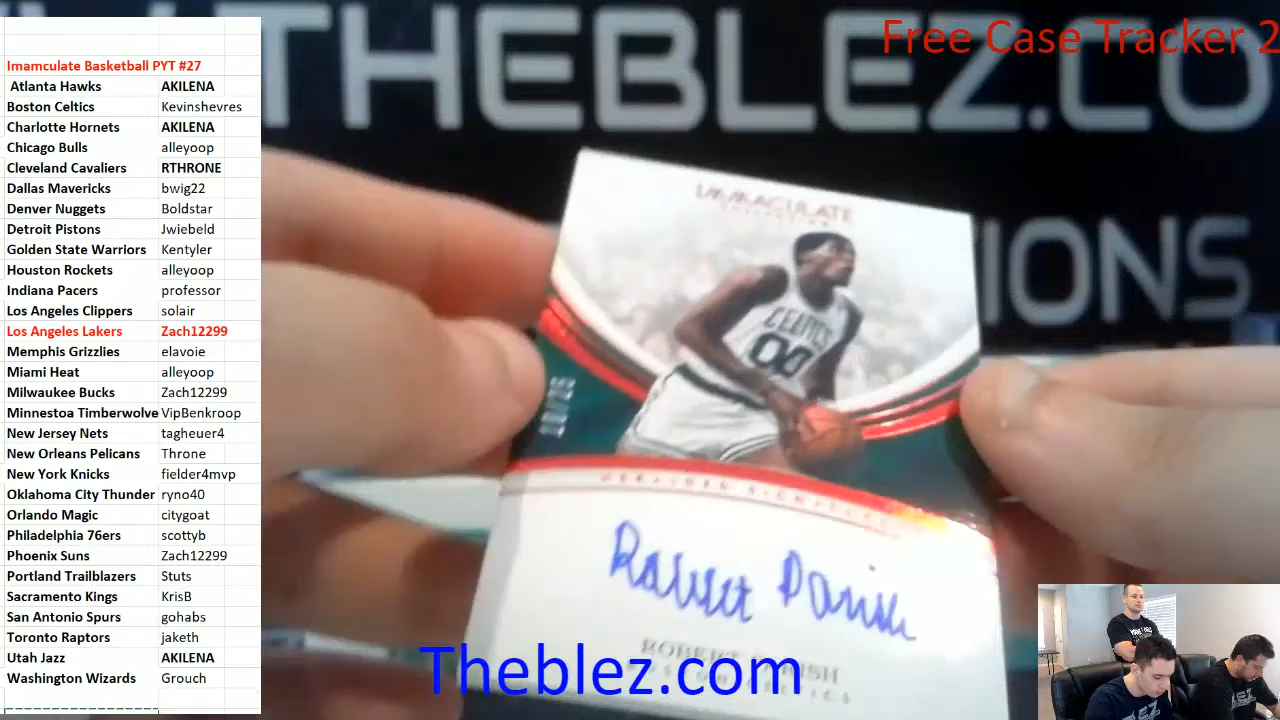 W.THEBLEZ.CO
Free Case Tracker 2
IONS
Imamculate Basketball PYT #27
Atlanta Hawks AKILENA
Boston Celtics Kevinshevres
Charlotte Hornets AKILENA
Chicago Bulls alleyoop
Cleveland Cavaliers RTHRONE
Dallas Mavericks bwig22
Denver Nuggets Boldstar
Detroit Pistons Jwiebeld
Golden State Warriors Kentyler
Houston Rockets alleyoop
Indiana Pacers professor
Los Angeles Clippers solair
Los Angeles Lakers Zach12299
Memphis Grizzlies elavoie
Miami Heat alleyoop
Milwaukee Bucks Zach12299
Minnestoa Timberwolve VipBenkroop
New Jersey Nets tagheuer4
New Orleans Pelicans Throne
New York Knicks fielder4mvp
Oklahoma City Thunder ryno40
Orlando Magic citygoat
Philadelphia 76ers scottyb
Phoenix Suns Zach12299
Portland Trailblazers Stuts
Sacramento Kings KrisB
San Antonio Spurs gohabs
Toronto Raptors jaketh
Utah Jazz AKILENA
Washington Wizards Grouch
IMMACULATE
COLLECTION
CELTICS
00
Robert Parish
ROBERT PARISH
Theblez.com